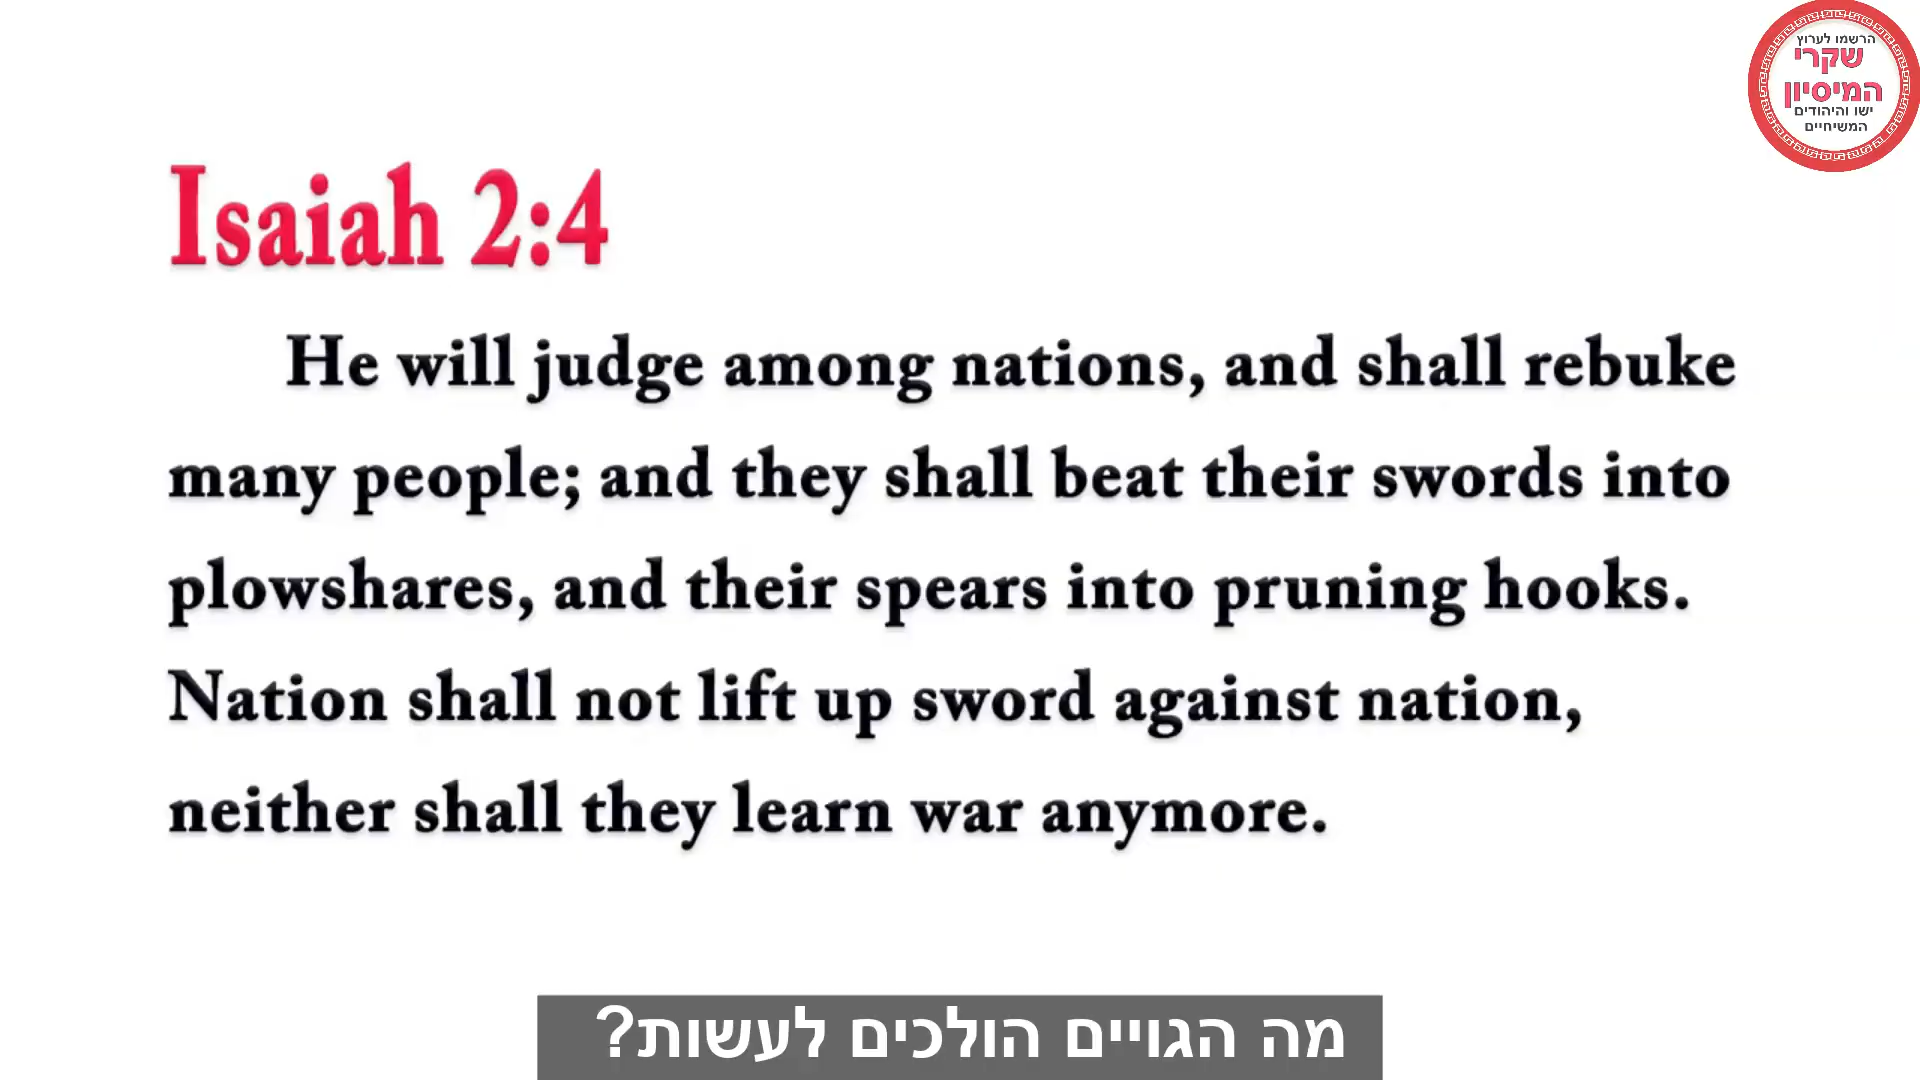 הרשמו לערוץ
שקרי
המיסיון
ישו והיהודים
המשיחיים
Isaiah 2:4
He will judge among nations, and shall rebuke
many people; and they shall beat their swords into
plowshares, and their spears into pruning hooks.
Nation shall not lift up sword against nation,
neither shall they learn war anymore.
מה הגויים הולכים לעשות?